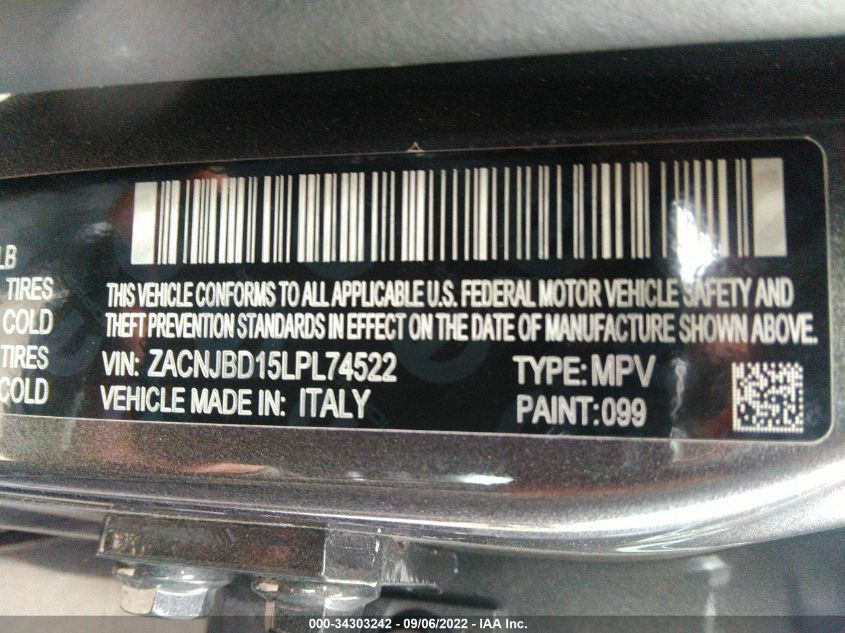 LB
TIRES
COLD
TIRES
COLD
THIS VEHICLE CONFORMS TO ALL APPLICABLE U.S. FEDERAL MOTOR VEHICLE SAFETY AND
THEFT PREVENTION STANDARDS IN EFFECT ON THE DATE OF MANUFACTURE SHOWN ABOVE.
VIN: ZACNJBD15LPL74522 TYPE: MPV
VEHICLE MADE IN: ITALY PAINT: 099
000-34303242 - 09/06/2022 - IAA Inc.